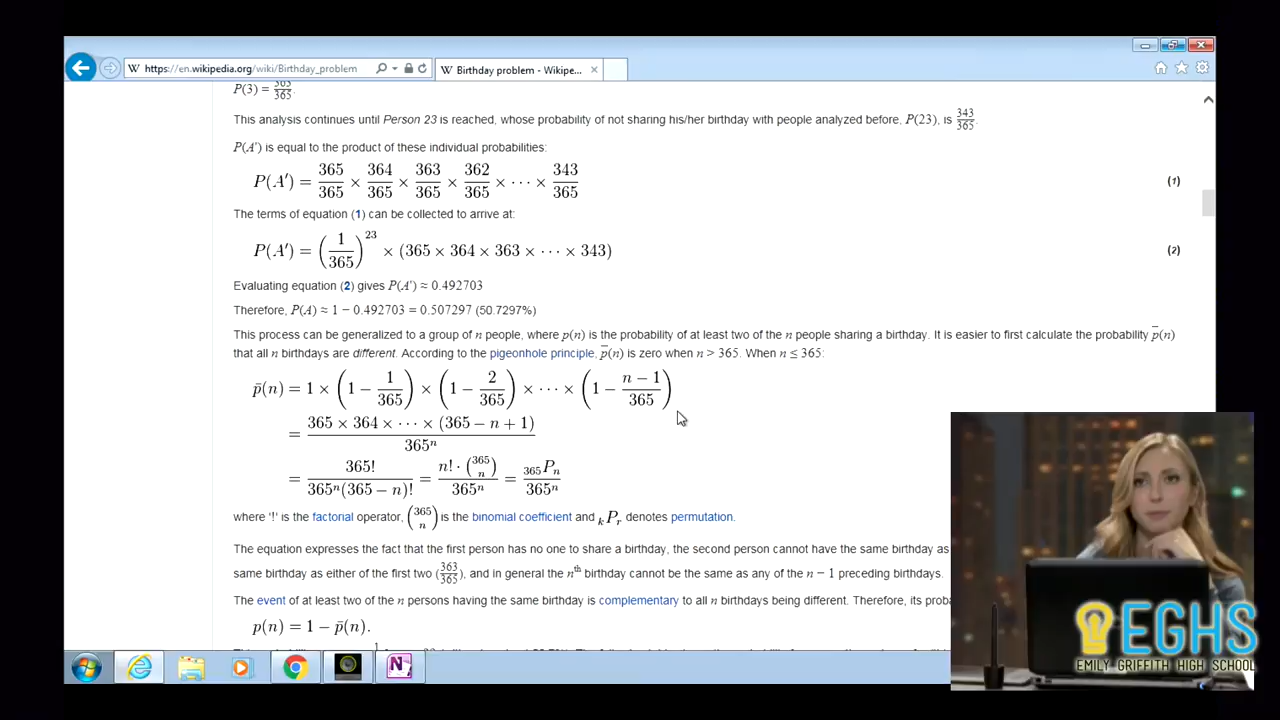 https://en.wikipedia.org/wiki/Birthday_problem
W Birthday problem - Wikipe...
P(3) = 363/365.
This analysis continues until Person 23 is reached, whose probability of not sharing his/her birthday with people analyzed before, P(23), is 343/365.
P(A′) is equal to the product of these individual probabilities:
P(A′) = 365/365 × 364/365 × 363/365 × 362/365 × ··· × 343/365 (1)
The terms of equation (1) can be collected to arrive at:
P(A′) = (1/365)^23 × (365 × 364 × 363 × ··· × 343) (2)
Evaluating equation (2) gives P(A′) ≈ 0.492703
Therefore, P(A) ≈ 1 − 0.492703 = 0.507297 (50.7297%)
This process can be generalized to a group of n people, where p(n) is the probability of at least two of the n people sharing a birthday. It is easier to first calculate the probability p̄(n)
that all n birthdays are different. According to the pigeonhole principle, p̄(n) is zero when n > 365. When n ≤ 365:
p̄(n) = 1 × (1 − 1/365) × (1 − 2/365) × ··· × (1 − (n − 1)/365)
= (365 × 364 × ··· × (365 − n + 1))/365^n
= 365!/(365^n(365 − n)!) = (n! · (365 n))/365^n = 365Pn/365^n
where '!' is the factorial operator, (365 n) is the binomial coefficient and kPr denotes permutation.
The equation expresses the fact that the first person has no one to share a birthday, the second person cannot have the same birthday as
same birthday as either of the first two (363/365), and in general the nth birthday cannot be the same as any of the n − 1 preceding birthdays.
The event of at least two of the n persons having the same birthday is complementary to all n birthdays being different. Therefore, its proba
p(n) = 1 − p̄(n).
EGHS
EMILY GRIFFITH HIGH SCHOOL